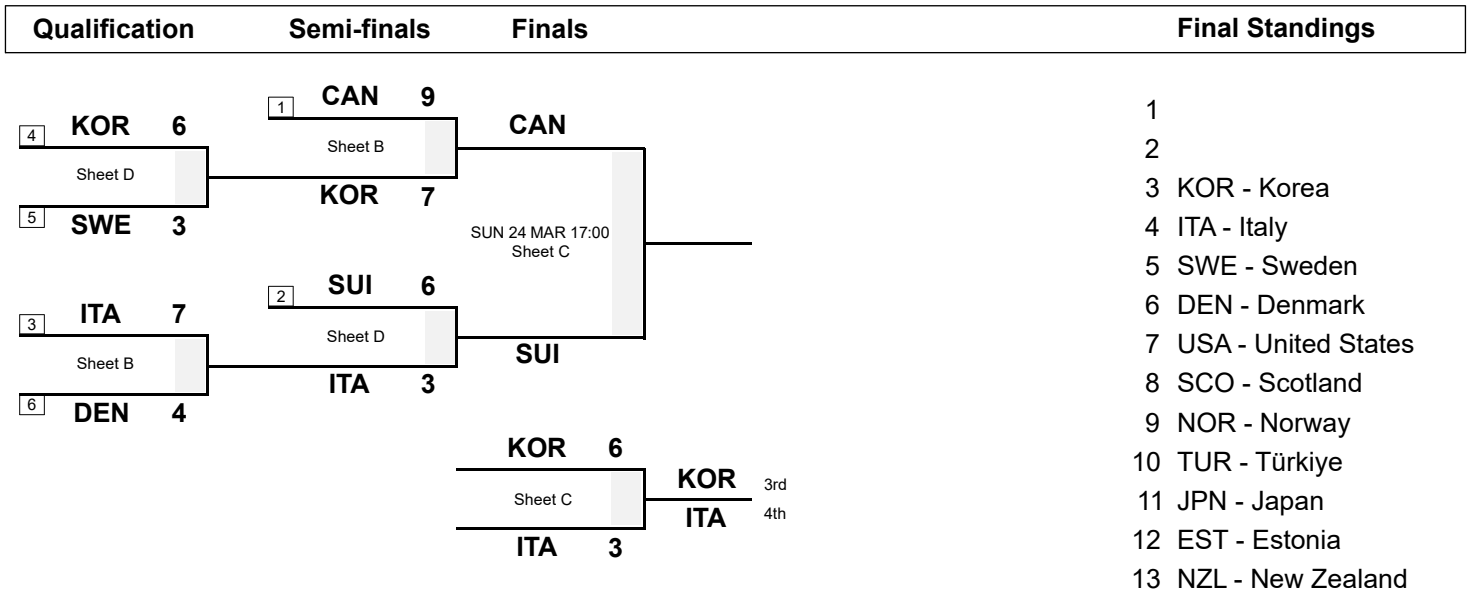 Qualification Semi-finals Finals Final Standings
4 KOR 6
Sheet D
5 SWE 3
3 ITA 7
Sheet B
6 DEN 4
1 CAN 9
Sheet B
KOR 7
2 SUI 6
Sheet D
ITA 3
CAN
SUN 24 MAR 17:00
Sheet C
SUI
KOR 6
Sheet C
ITA 3
KOR 3rd
ITA 4th
1
2
3 KOR - Korea
4 ITA - Italy
5 SWE - Sweden
6 DEN - Denmark
7 USA - United States
8 SCO - Scotland
9 NOR - Norway
10 TUR - Türkiye
11 JPN - Japan
12 EST - Estonia
13 NZL - New Zealand